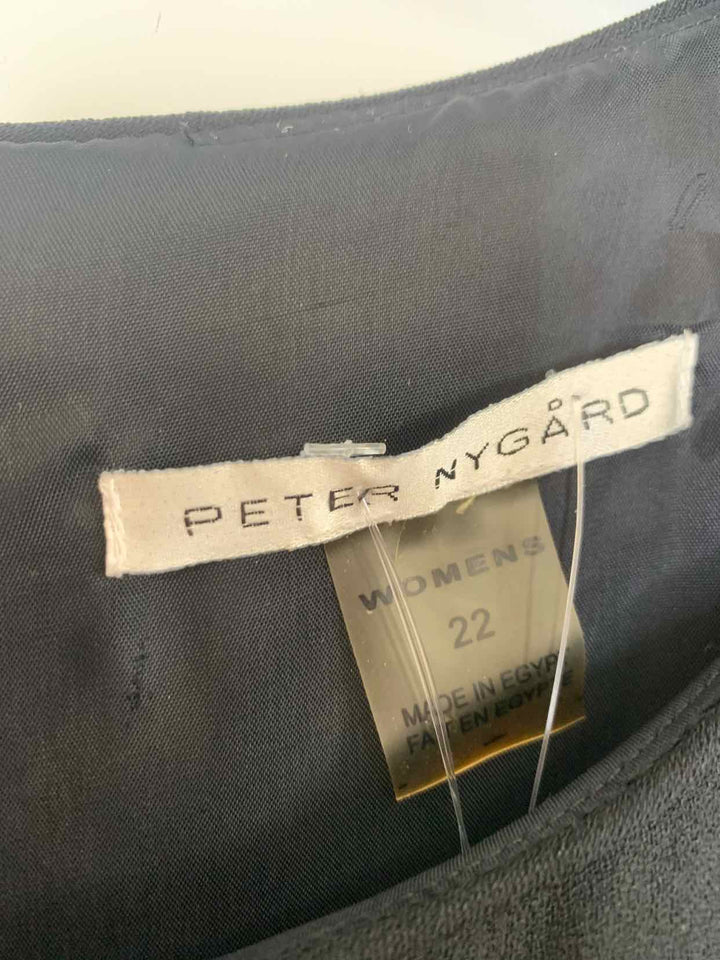 PETER NYGÅRD
WOMENS
22
MADE IN EGYPT
FAIT EN EGYPTE